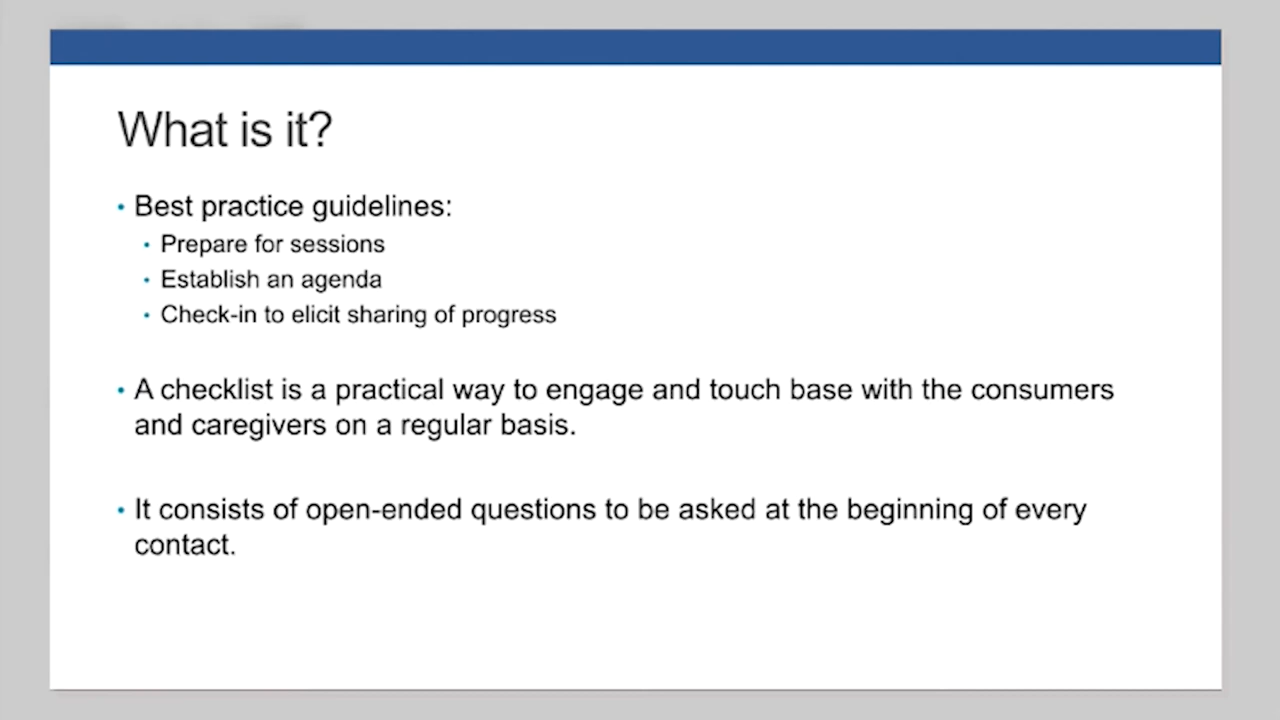 What is it?
• Best practice guidelines:
• Prepare for sessions
• Establish an agenda
• Check-in to elicit sharing of progress
• A checklist is a practical way to engage and touch base with the consumers
and caregivers on a regular basis.
• It consists of open-ended questions to be asked at the beginning of every
contact.